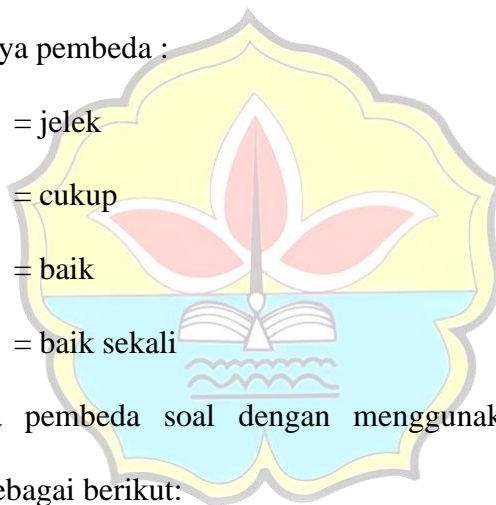 ya pembeda :
= jelek
= cukup
= baik
= baik sekali
pembeda soal dengan menggunak
ebagai berikut: